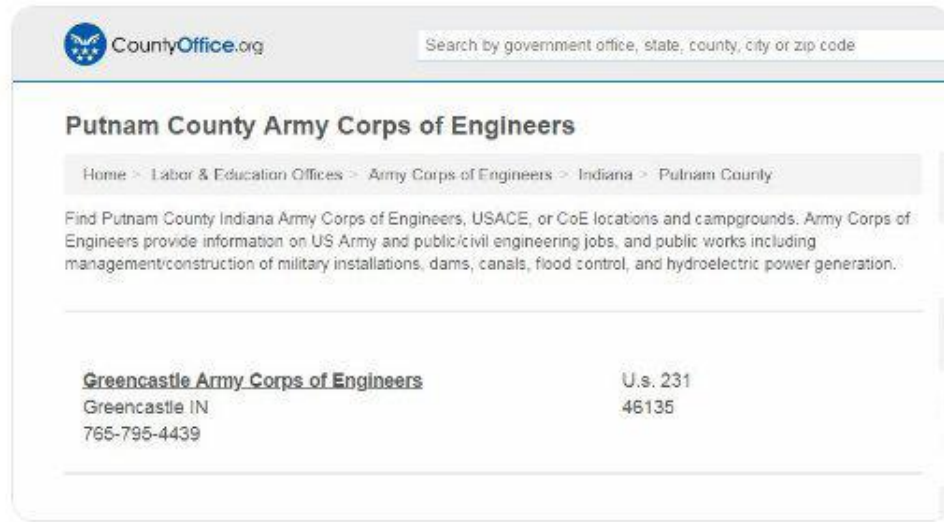 CountyOffice.org
Search by government office, state, county, city or zip code
Putnam County Army Corps of Engineers
Home > Labor & Education Offices > Army Corps of Engineers > Indiana > Putnam County
Find Putnam County Indiana Army Corps of Engineers, USACE, or CoE locations and campgrounds. Army Corps of
Engineers provide information on US Army and public/civil engineering jobs, and public works including
management/construction of military installations, dams, canals, flood control, and hydroelectric power generation.
Greencastle Army Corps of Engineers
U.s. 231
Greencastle IN
46135
765-795-4439